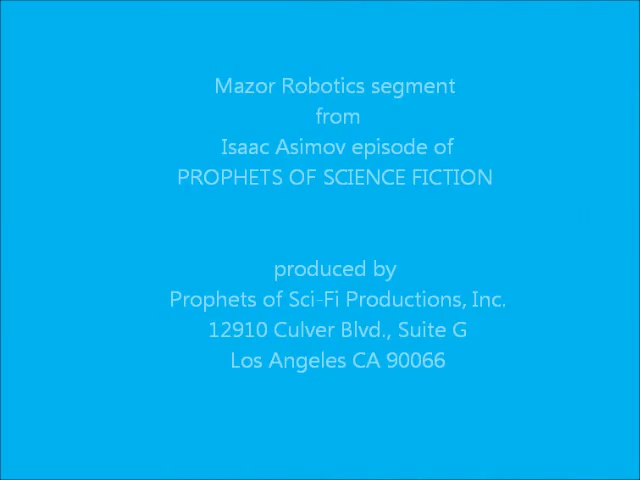 Mazor Robotics segment
from
Isaac Asimov episode of
PROPHETS OF SCIENCE FICTION
produced by
Prophets of Sci-Fi Productions, Inc.
12910 Culver Blvd., Suite G
Los Angeles CA 90066